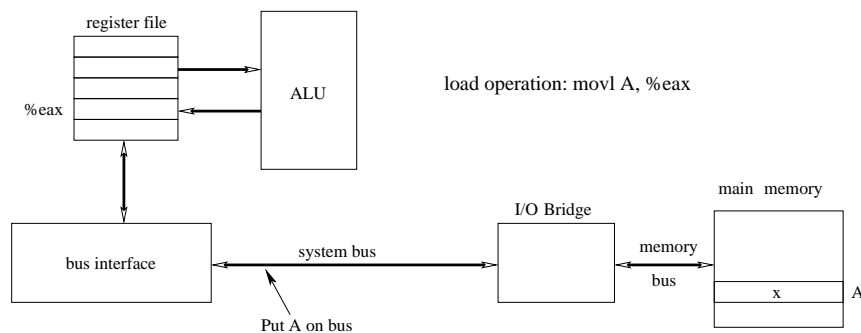 register file
%eax
ALU
load operation: movl A, %eax
bus interface
system bus
Put A on bus
I/O Bridge
memory
bus
main memory
x
A